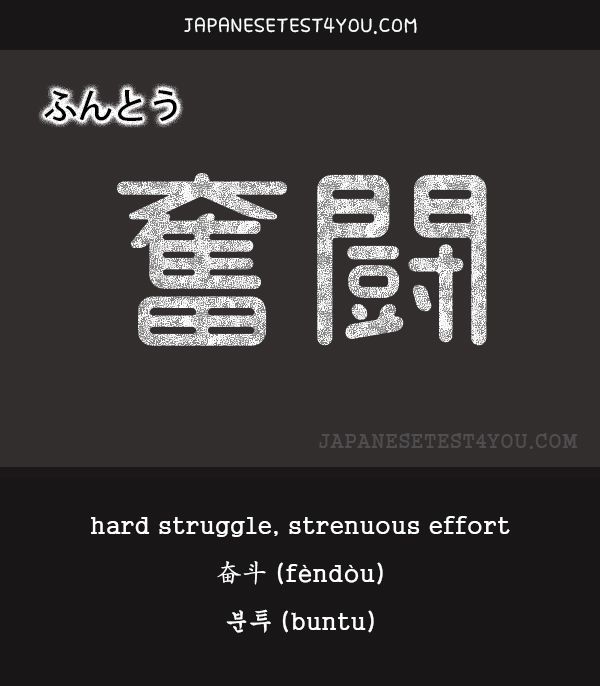 JAPANESETEST4YOU.COM
ふんとう
奮闘
JAPANESETEST4YOU.COM
hard struggle, strenuous effort
奋斗 (fèndòu)
분투 (buntu)